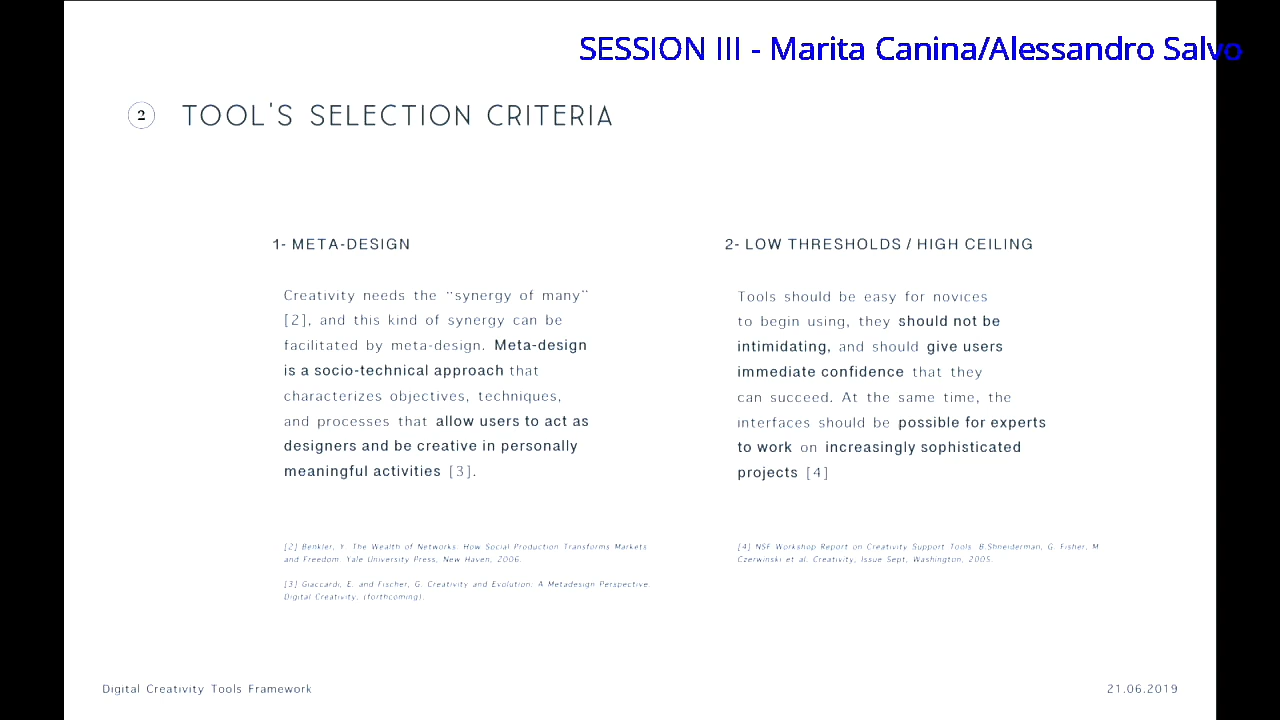 SESSION III - Marita Canina/Alessandro Salvo
2 TOOL'S SELECTION CRITERIA
1- META-DESIGN
Creativity needs the “synergy of many”
[2], and this kind of synergy can be
facilitated by meta-design. Meta-design
is a socio-technical approach that
characterizes objectives, techniques,
and processes that allow users to act as
designers and be creative in personally
meaningful activities [3].
[2] Benkler, Y. The Wealth of Networks: How Social Production Transforms Markets
and Freedom. Yale University Press, New Haven, 2006.
[3] Giaccardi, E. and Fischer, G. Creativity and Evolution: A Metadesign Perspective.
Digital Creativity, (forthcoming).
2- LOW THRESHOLDS / HIGH CEILING
Tools should be easy for novices
to begin using, they should not be
intimidating, and should give users
immediate confidence that they
can succeed. At the same time, the
interfaces should be possible for experts
to work on increasingly sophisticated
projects [4]
[4] NSF Workshop Report on Creativity Support Tools. B.Shneiderman, G. Fisher, M.
Czerwinski et al. Creativity, Issue Sept, Washington, 2005.
Digital Creativity Tools Framework
21.06.2019